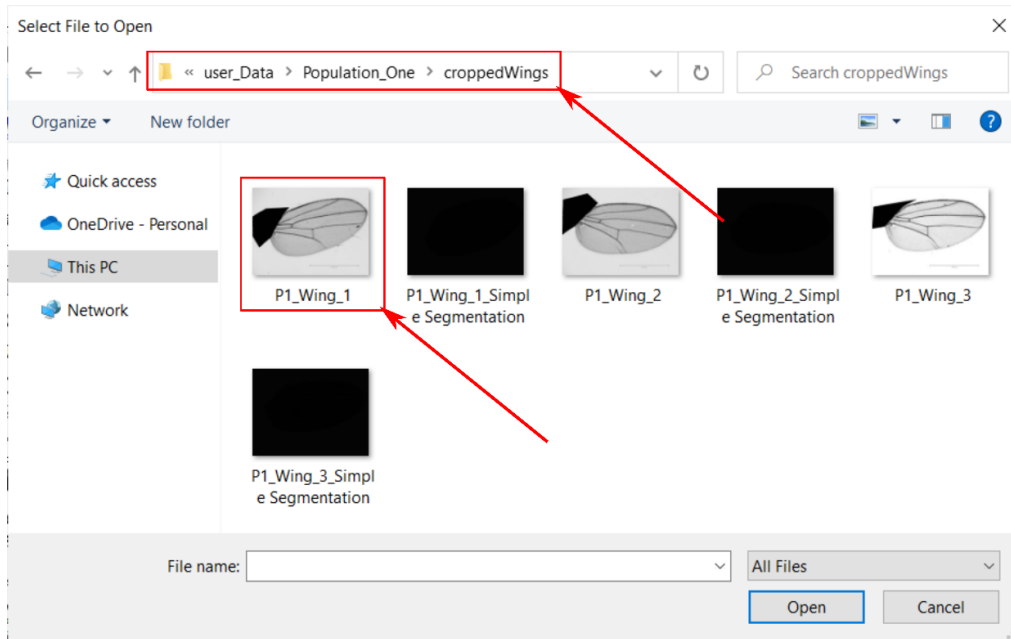 Select File to Open
« user_Data > Population_One > croppedWings
Search croppedWings
Organize
New folder
Quick access
OneDrive - Personal
This PC
Network
P1_Wing_1
P1_Wing_1_Simpl
e Segmentation
P1_Wing_2
P1_Wing_2_Simpl
e Segmentation
P1_Wing_3
P1_Wing_3_Simpl
e Segmentation
File name:
All Files
Open
Cancel